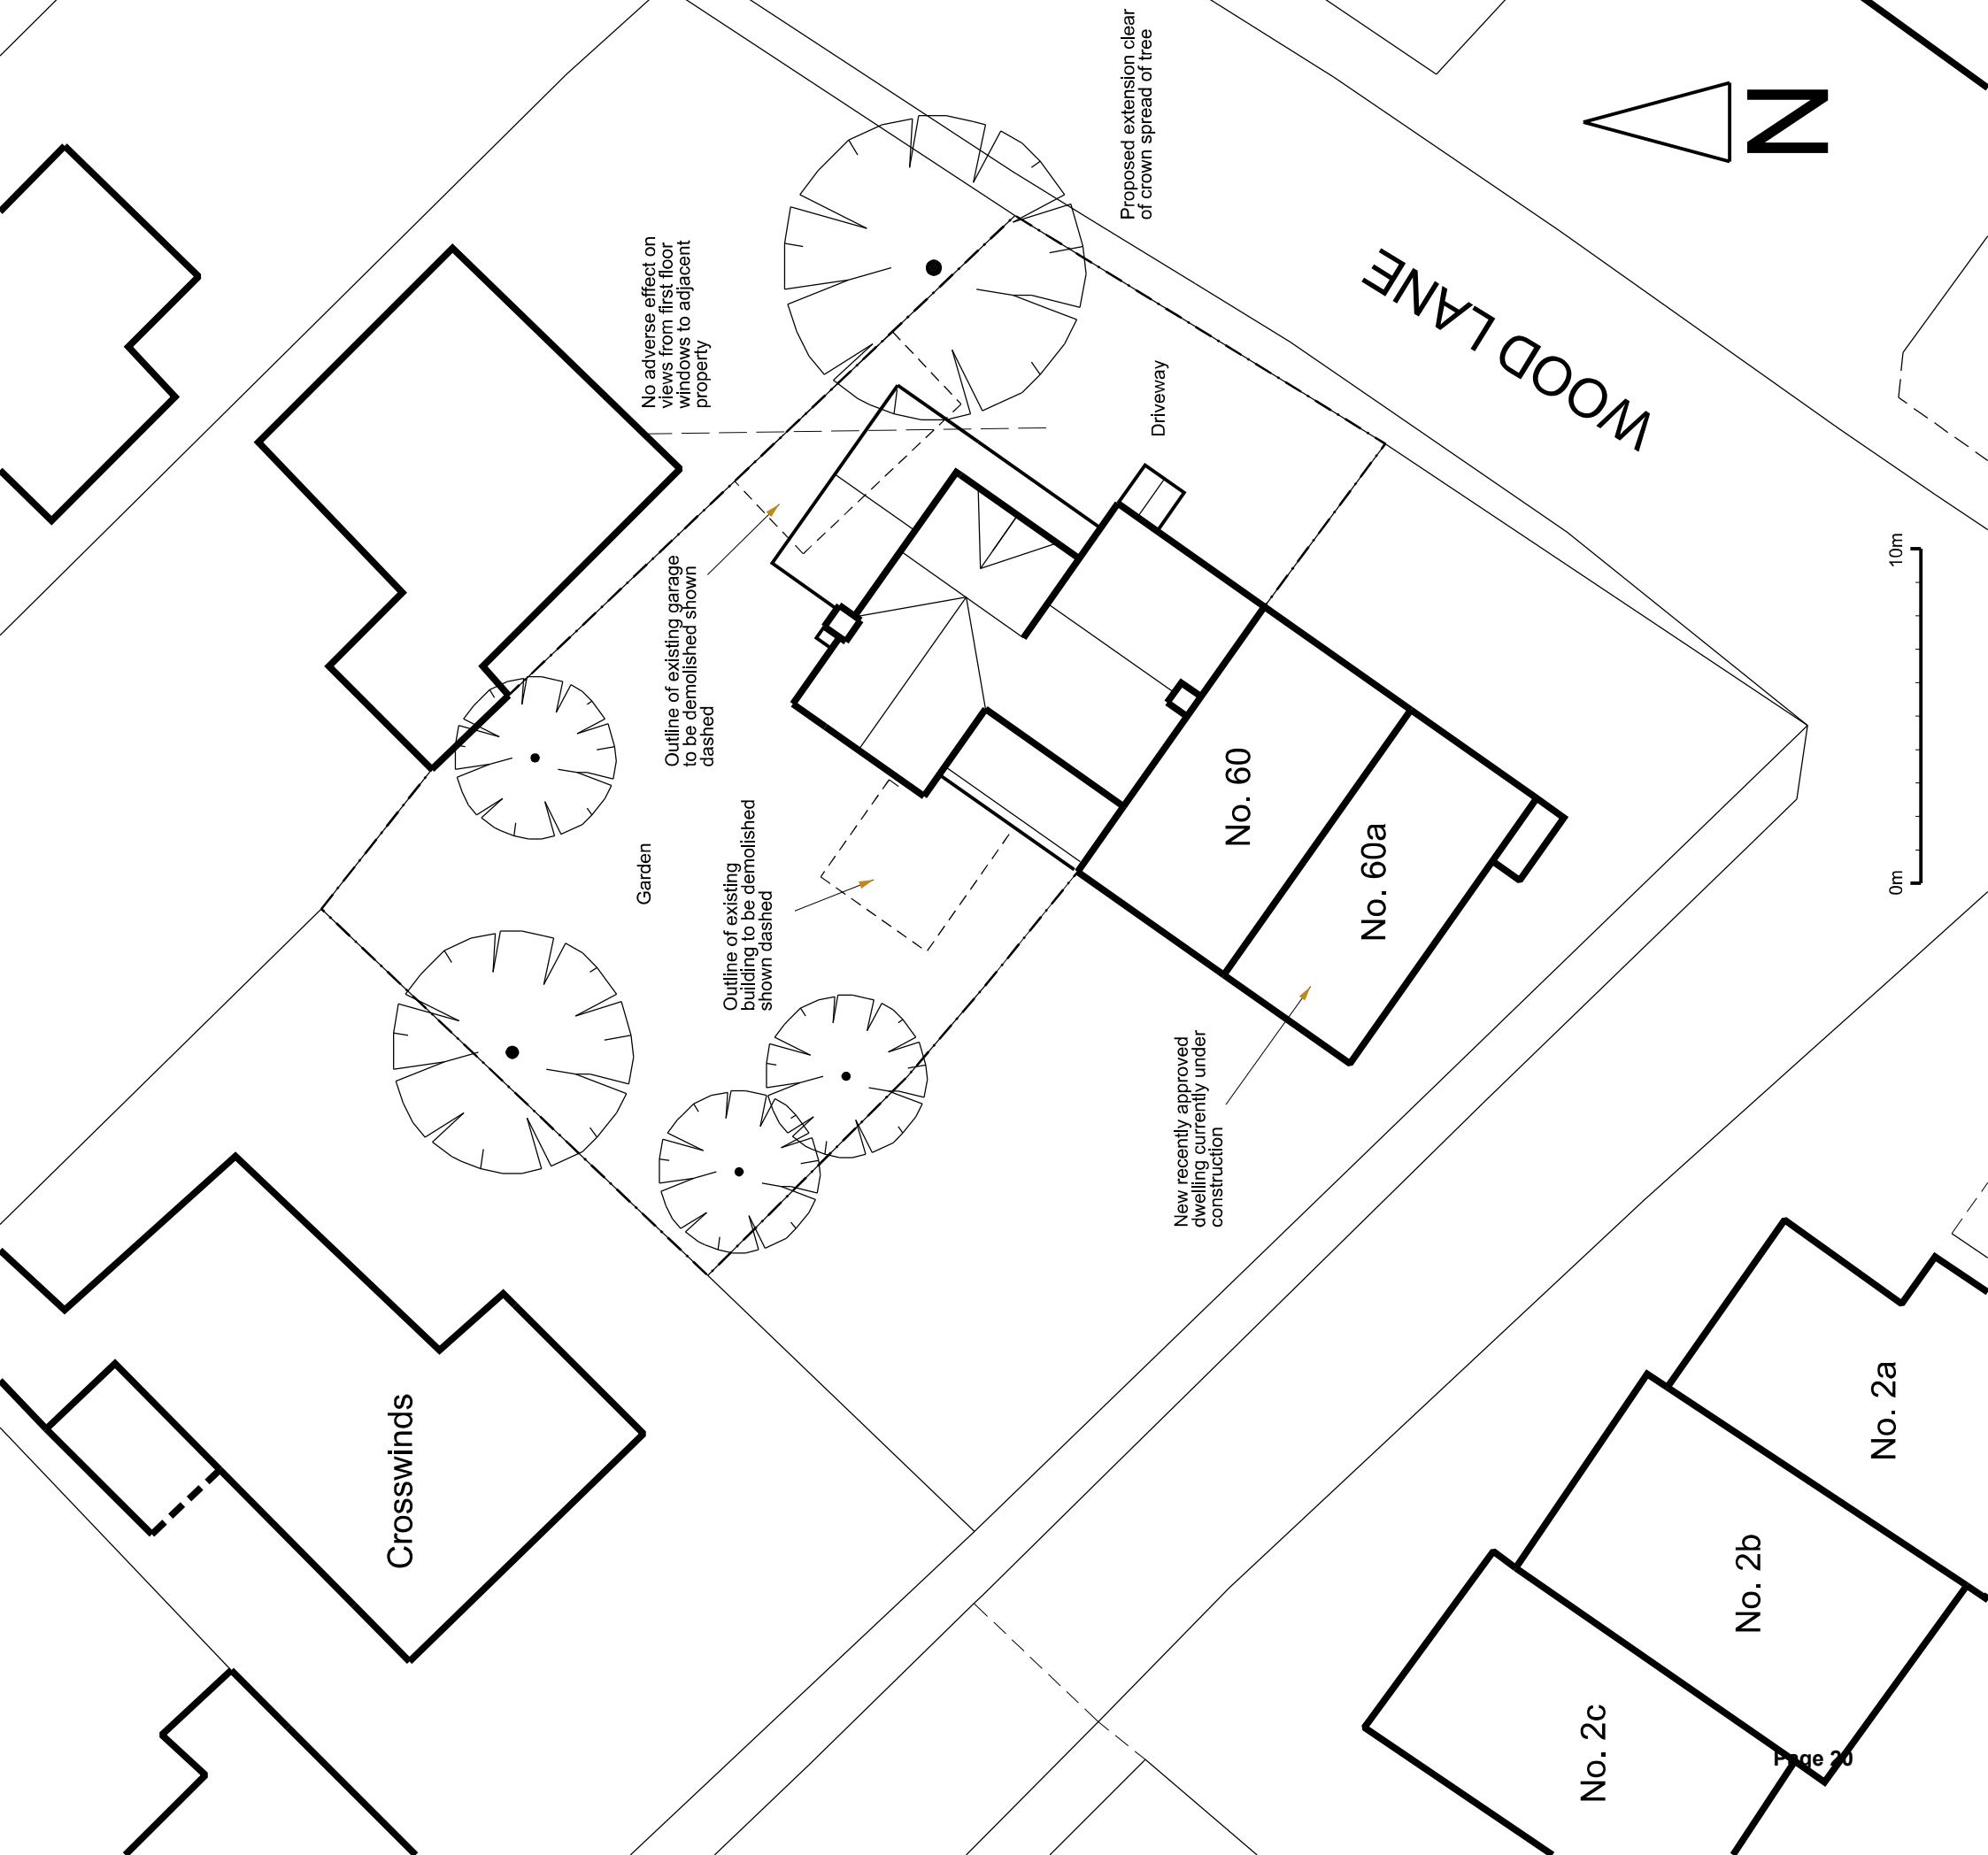 Proposed extension clear
of crown spread of tree
No adverse effect on
views from first floor
windows to adjacent
property
WOOD LANE
N
Driveway
Outline of existing garage
to be demolished shown
dashed
Garden
Outline of existing
building to be demolished
shown dashed
No. 60
No. 60a
10m
0m
New recently approved
dwelling currently under
construction
Crosswinds
No. 2a
No. 2b
No. 2c
Page 20